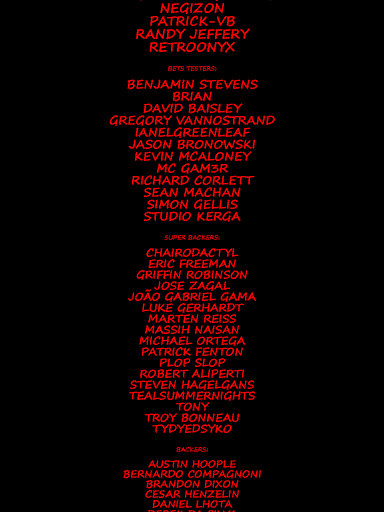 NEGIZON
PATRICK-VB
RANDY JEFFERY
RETROONYX
BETA TESTERS:
BENJAMIN STEVENS
BRIAN
DAVID BAISLEY
GREGORY VANNOSTRAND
IANELGREENLEAF
JASON BRONOWSKI
KEVIN MCALONEY
MC GAM3R
RICHARD CORLETT
SEAN MACHAN
SIMON GELLIS
STUDIO KERGA
SUPER BACKERS:
CHAIRODACTYL
ERIC FREEMAN
GRIFFIN ROBINSON
JOSE ZAGAL
JOÃO GABRIEL GAMA
LUKE GERHARDT
MARTEN REISS
MASSIH NAISAN
MICHAEL ORTEGA
PATRICK FENTON
PLOP SLOP
ROBERT ALIPERTI
STEVEN HAGELGANS
TEALSUMMERNIGHTS
TONY
TROY BONNEAU
TYDYEDSYKO
BACKERS:
AUSTIN HOOPLE
BERNARDO COMPAGNONI
BRANDON DIXON
CESAR HENZELIN
DANIEL LHOTA